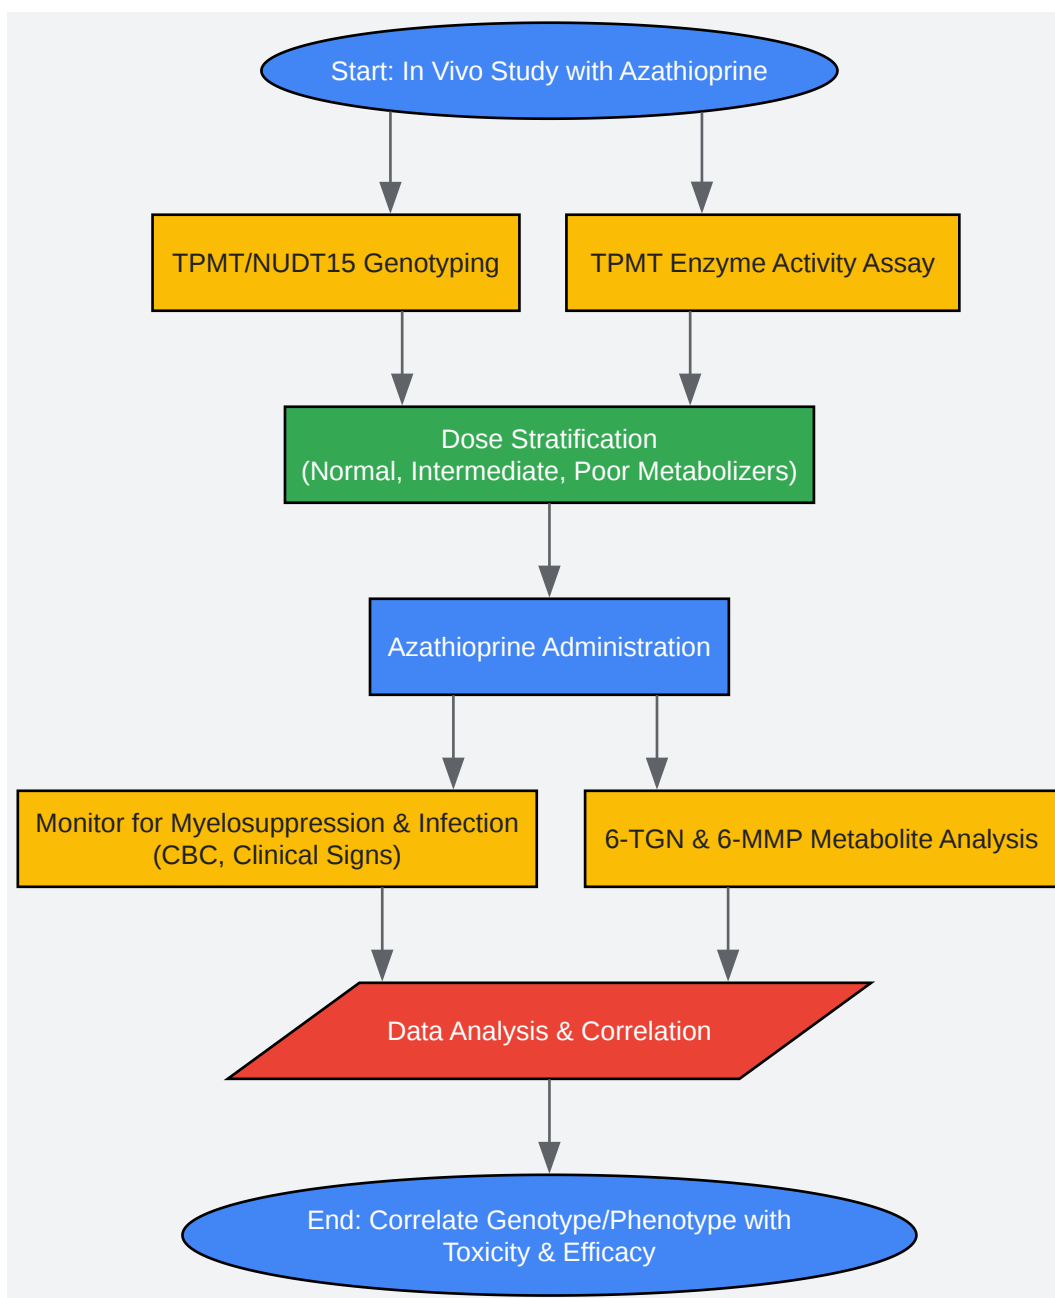 Start: In Vivo Study with Azathioprine
TPMT/NUDT15 Genotyping
TPMT Enzyme Activity Assay
Dose Stratification
(Normal, Intermediate, Poor Metabolizers)
Azathioprine Administration
Monitor for Myelosuppression & Infection
(CBC, Clinical Signs)
6-TGN & 6-MMP Metabolite Analysis
Data Analysis & Correlation
End: Correlate Genotype/Phenotype with
Toxicity & Efficacy